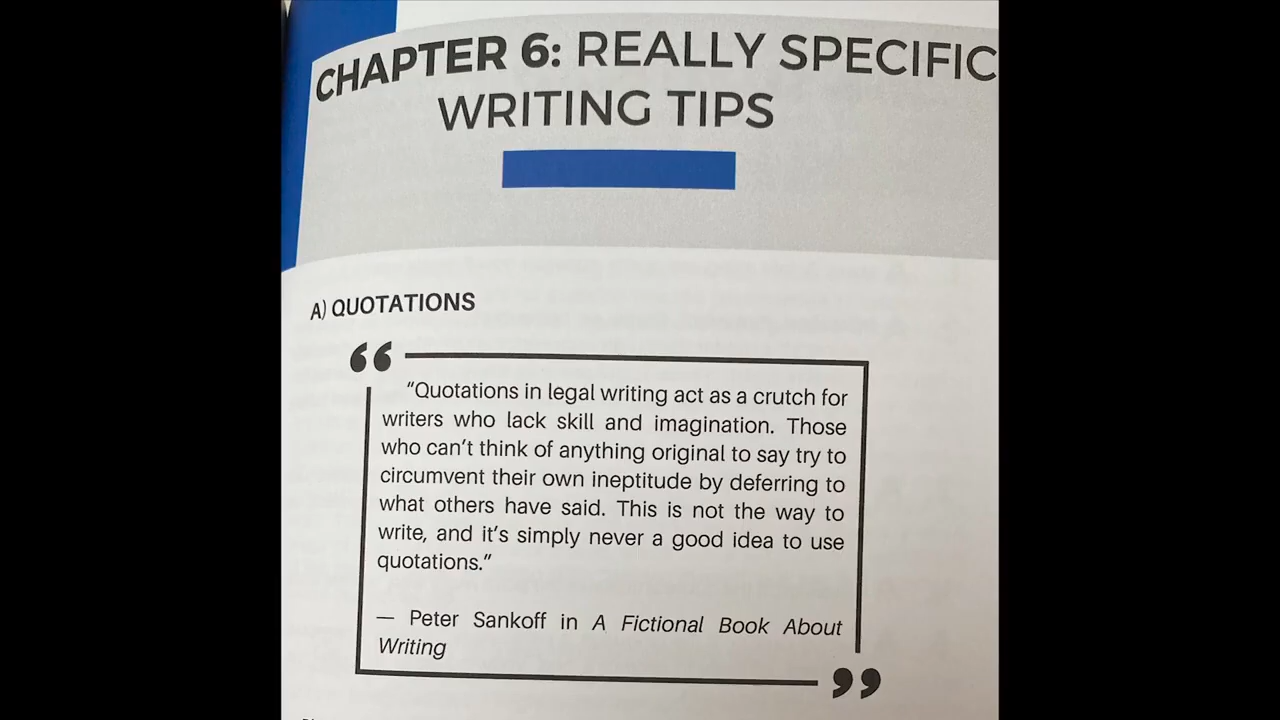 CHAPTER 6: REALLY SPECIFIC
WRITING TIPS
A) QUOTATIONS
“
“Quotations in legal writing act as a crutch for
writers who lack skill and imagination. Those
who can’t think of anything original to say try to
circumvent their own ineptitude by deferring to
what others have said. This is not the way to
write, and it’s simply never a good idea to use
quotations.”
— Peter Sankoff in A Fictional Book About
Writing
”